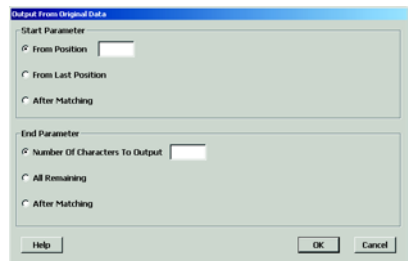 Output From Original Data
Start Parameter
From Position
From Last Position
After Matching
End Parameter
Number Of Characters To Output
All Remaining
After Matching
Help OK Cancel